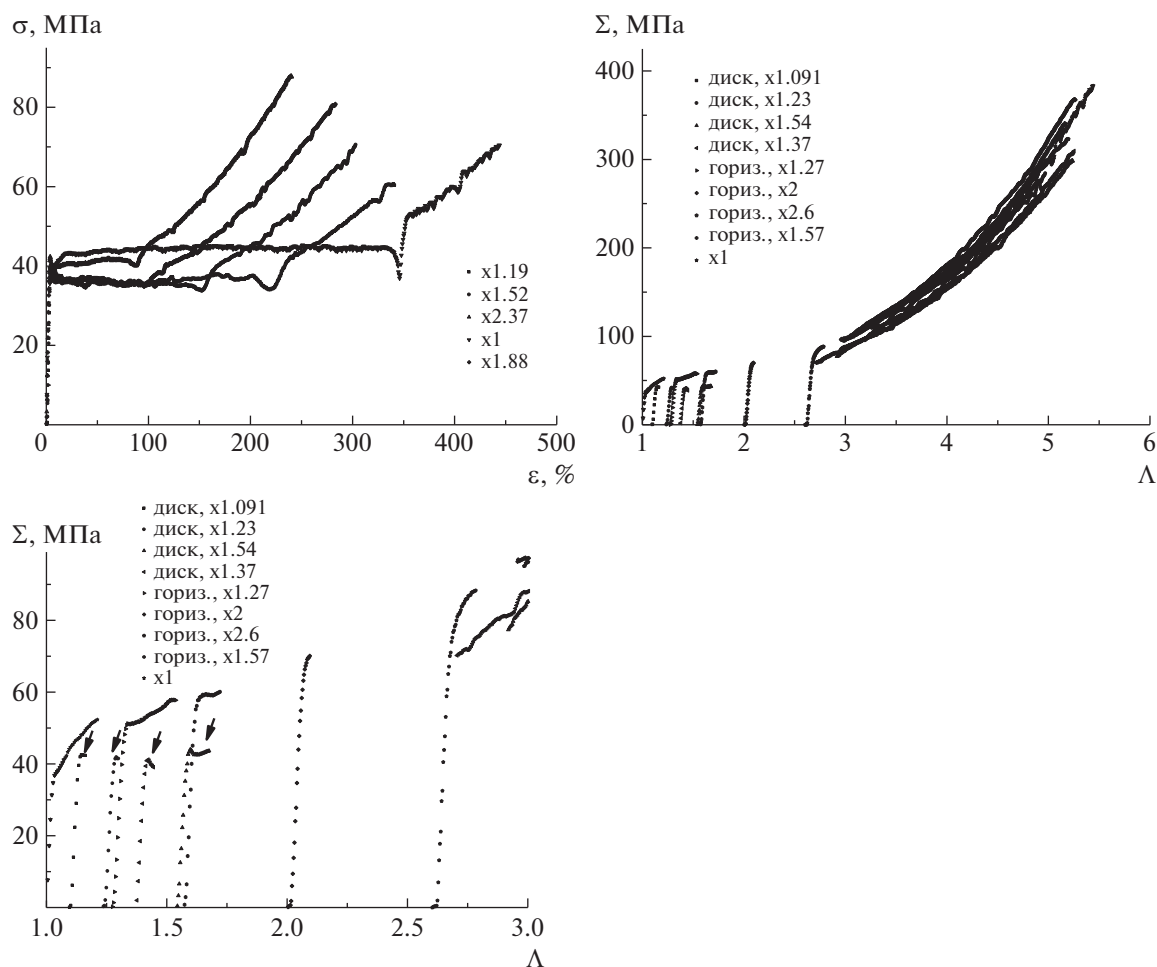 σ, МПа
80
60
40
20
0
100
200
300
400
500
ε, %
x1.19
x1.52
x2.37
x1
x1.88
Σ, МПа
400
300
200
100
0
1
2
3
4
5
6
Λ
диск, x1.091
диск, x1.23
диск, x1.54
диск, x1.37
гориз., x1.27
гориз., x2
гориз., x2.6
гориз., x1.57
x1
Σ, МПа
80
60
40
20
1.0
1.5
2.0
2.5
3.0
Λ
диск, x1.091
диск, x1.23
диск, x1.54
диск, x1.37
гориз., x1.27
гориз., x2
гориз., x2.6
гориз., x1.57
x1